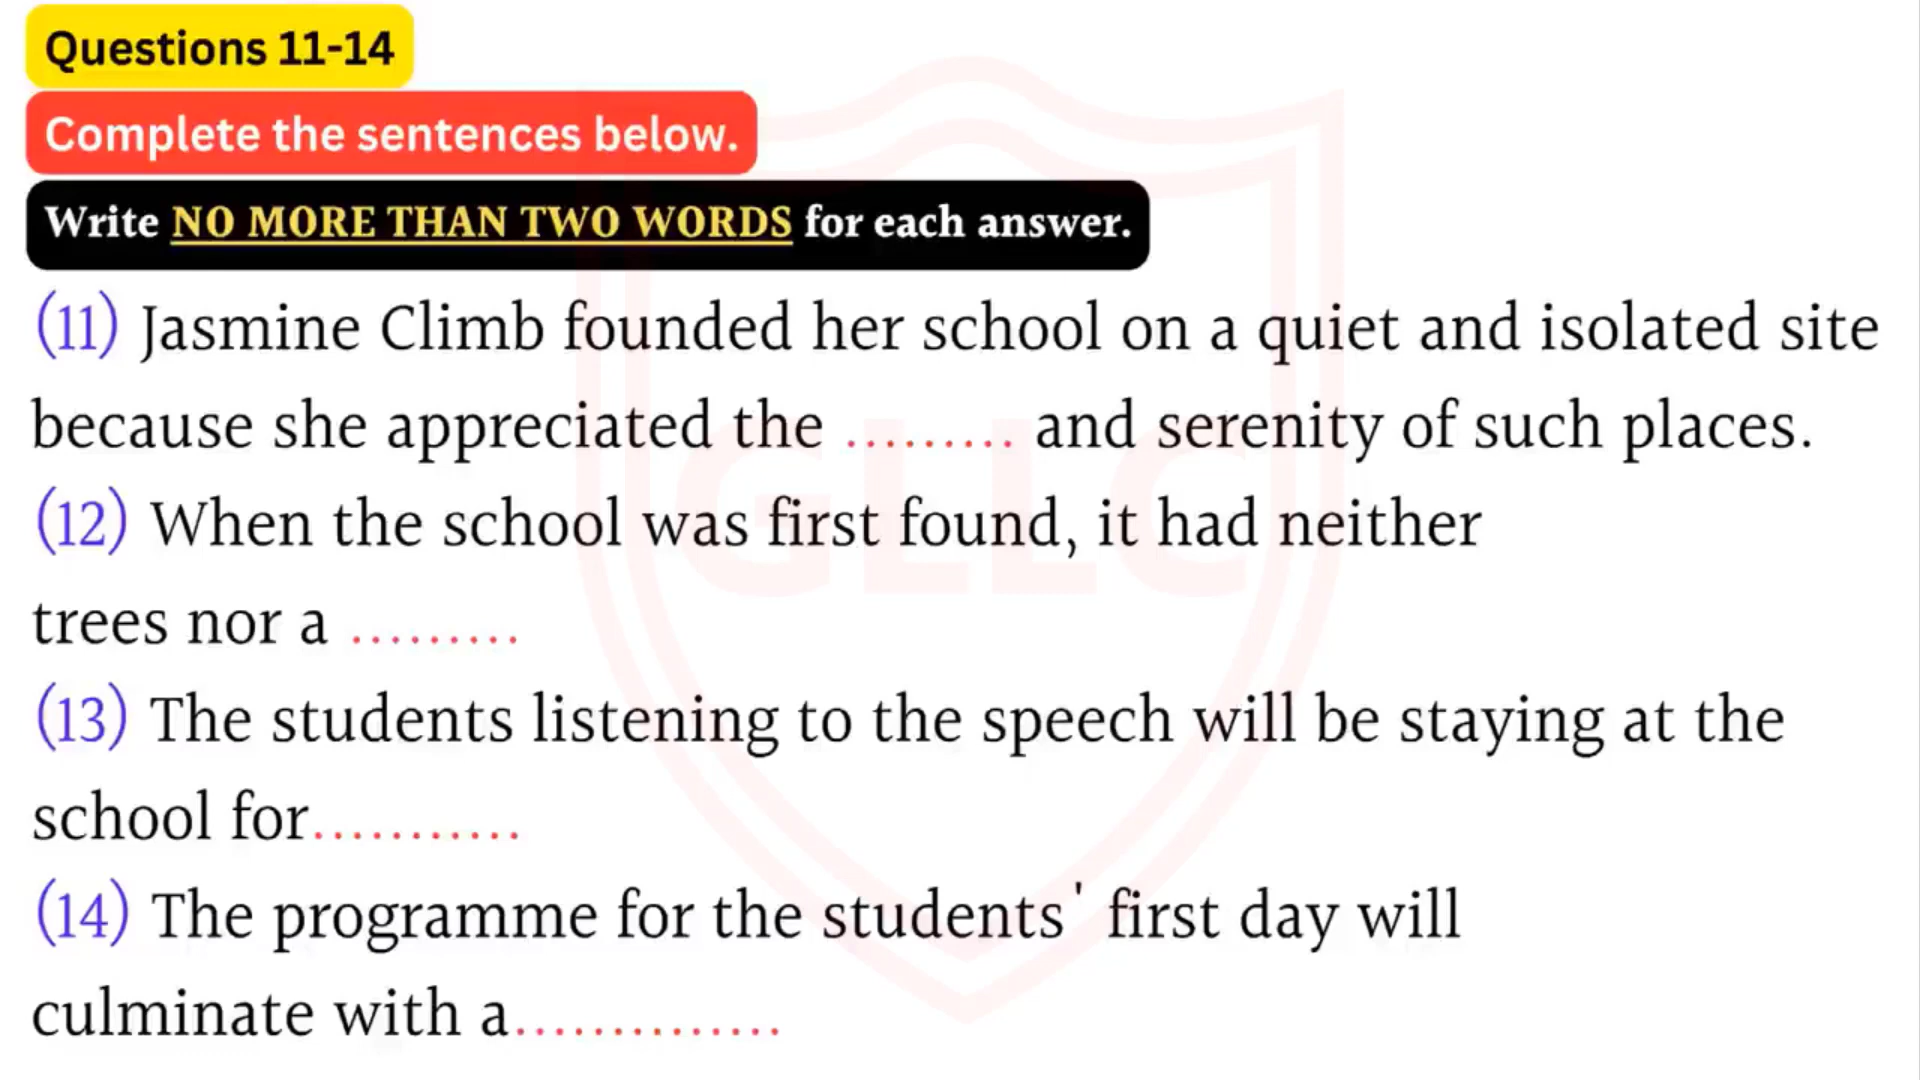 Questions 11-14
Complete the sentences below.
Write NO MORE THAN TWO WORDS for each answer.
(11) Jasmine Climb founded her school on a quiet and isolated site
because she appreciated the ......... and serenity of such places.
(12) When the school was first found, it had neither
trees nor a .........
(13) The students listening to the speech will be staying at the
school for...........
(14) The programme for the students' first day will
culminate with a..............
GLLC